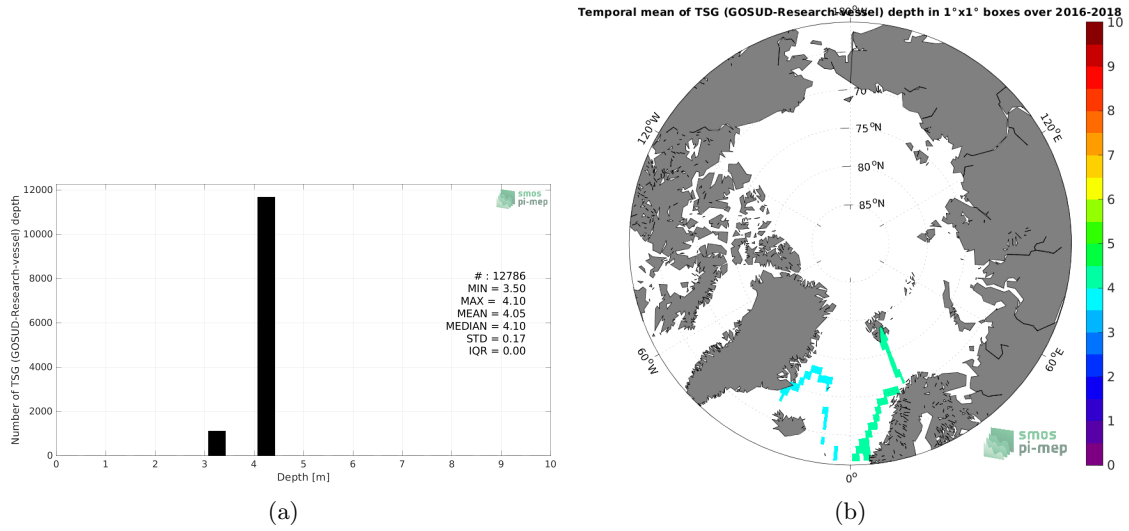 Temporal mean of TSG (GOSUD-Research-vessel) depth in 1°x1° boxes over 2016-2018
180°W
10
9
8
7
6
5
4
3
2
1
0
120°W
120°E
70
75°N
80°N
85°N
60°W
60°E
0°
smos
pi-mep
12000
10000
8000
6000
4000
2000
0
Number of TSG (GOSUD-Research-vessel) depth
smos
pi-mep
# : 12786
MIN = 3.50
MAX = 4.10
MEAN = 4.05
MEDIAN = 4.10
STD = 0.17
IQR = 0.00
0 1 2 3 4 5 6 7 8 9 10
Depth [m]
(a)
(b)